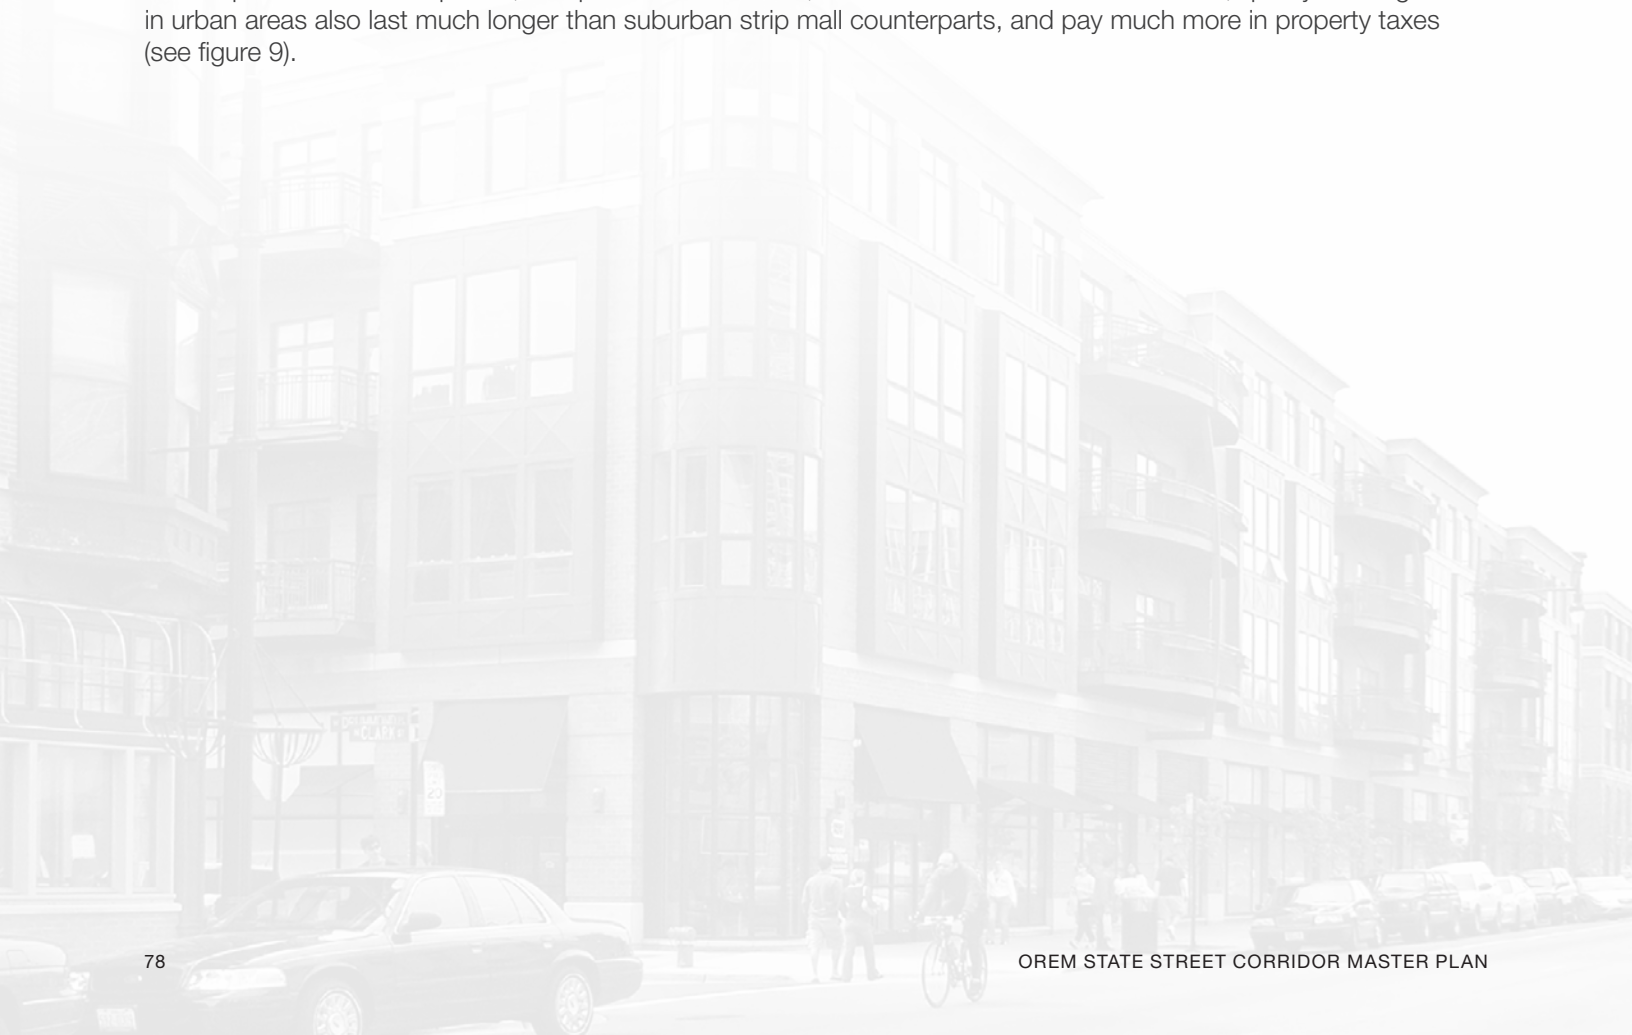 in urban areas also last much longer than suburban strip mall counterparts, and pay much more in property taxes
(see figure 9).
CLARK
78
OREM STATE STREET CORRIDOR MASTER PLAN